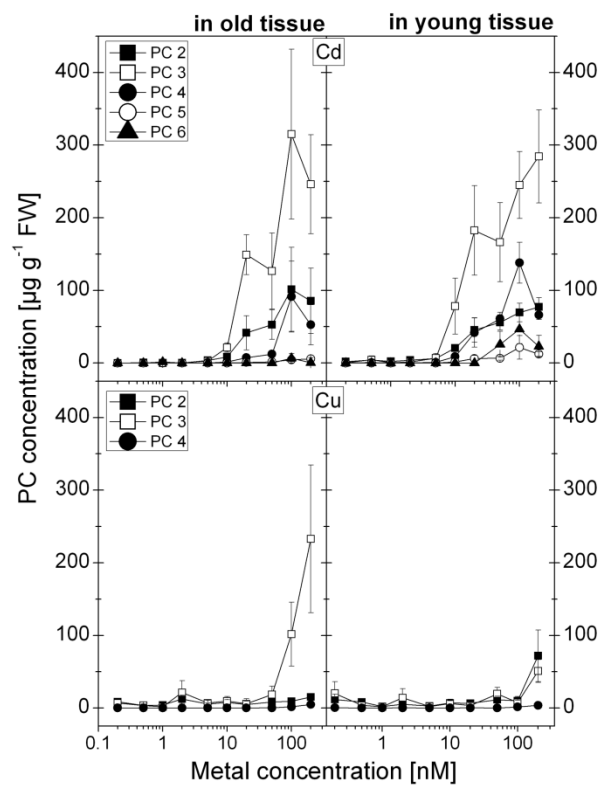 in old tissue in young tissue
PC 2
PC 3
PC 4
PC 5
PC 6
Cd
400
300
200
100
0
400
300
200
100
0
PC 2
PC 3
PC 4
Cu
400
300
200
100
0
400
300
200
100
0
0.1 1 10 100 1 10 100
PC concentration [µg g⁻¹ FW]
Metal concentration [nM]